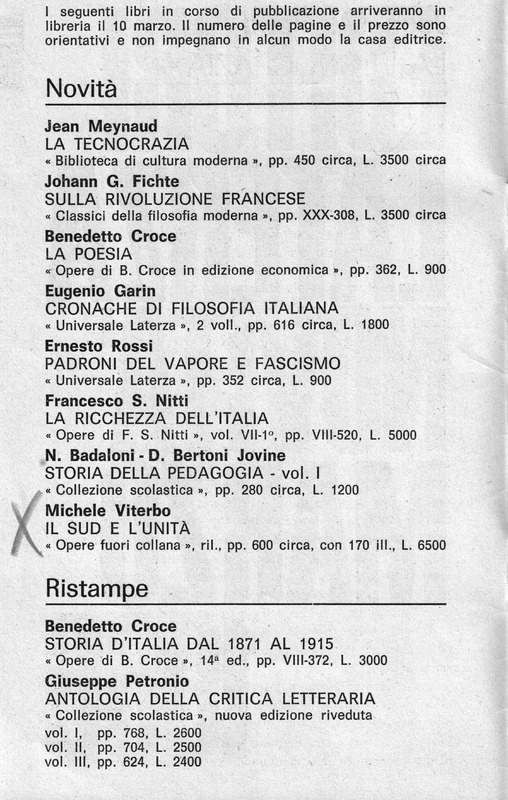 I seguenti libri in corso di pubblicazione arriveranno in
libreria il 10 marzo. Il numero delle pagine e il prezzo sono
orientativi e non impegnano in alcun modo la casa editrice.
Novità
Jean Meynaud
LA TECNOCRAZIA
« Biblioteca di cultura moderna », pp. 450 circa, L. 3500 circa
Johann G. Fichte
SULLA RIVOLUZIONE FRANCESE
« Classici della filosofia moderna », pp. XXX-308, L. 3500 circa
Benedetto Croce
LA POESIA
« Opere di B. Croce in edizione economica », pp. 362, L. 900
Eugenio Garin
CRONACHE DI FILOSOFIA ITALIANA
« Universale Laterza », 2 voll., pp. 616 circa, L. 1800
Ernesto Rossi
PADRONI DEL VAPORE E FASCISMO
« Universale Laterza », pp. 352 circa, L. 900
Francesco S. Nitti
LA RICCHEZZA DELL'ITALIA
« Opere di F. S. Nitti », vol. VII-1º, pp. VIII-520, L. 5000
N. Badaloni - D. Bertoni Jovine
STORIA DELLA PEDAGOGIA - vol. I
« Collezione scolastica », pp. 280 circa, L. 1200
Michele Viterbo
IL SUD E L'UNITÀ
« Opere fuori collana », ril., pp. 600 circa, con 170 ill., L. 6500
Ristampe
Benedetto Croce
STORIA D'ITALIA DAL 1871 AL 1915
« Opere di B. Croce », 14ª ed., pp. VIII-372, L. 3000
Giuseppe Petronio
ANTOLOGIA DELLA CRITICA LETTERARIA
« Collezione scolastica », nuova edizione riveduta
vol. I, pp. 768, L. 2600
vol. II, pp. 704, L. 2500
vol. III, pp. 624, L. 2400